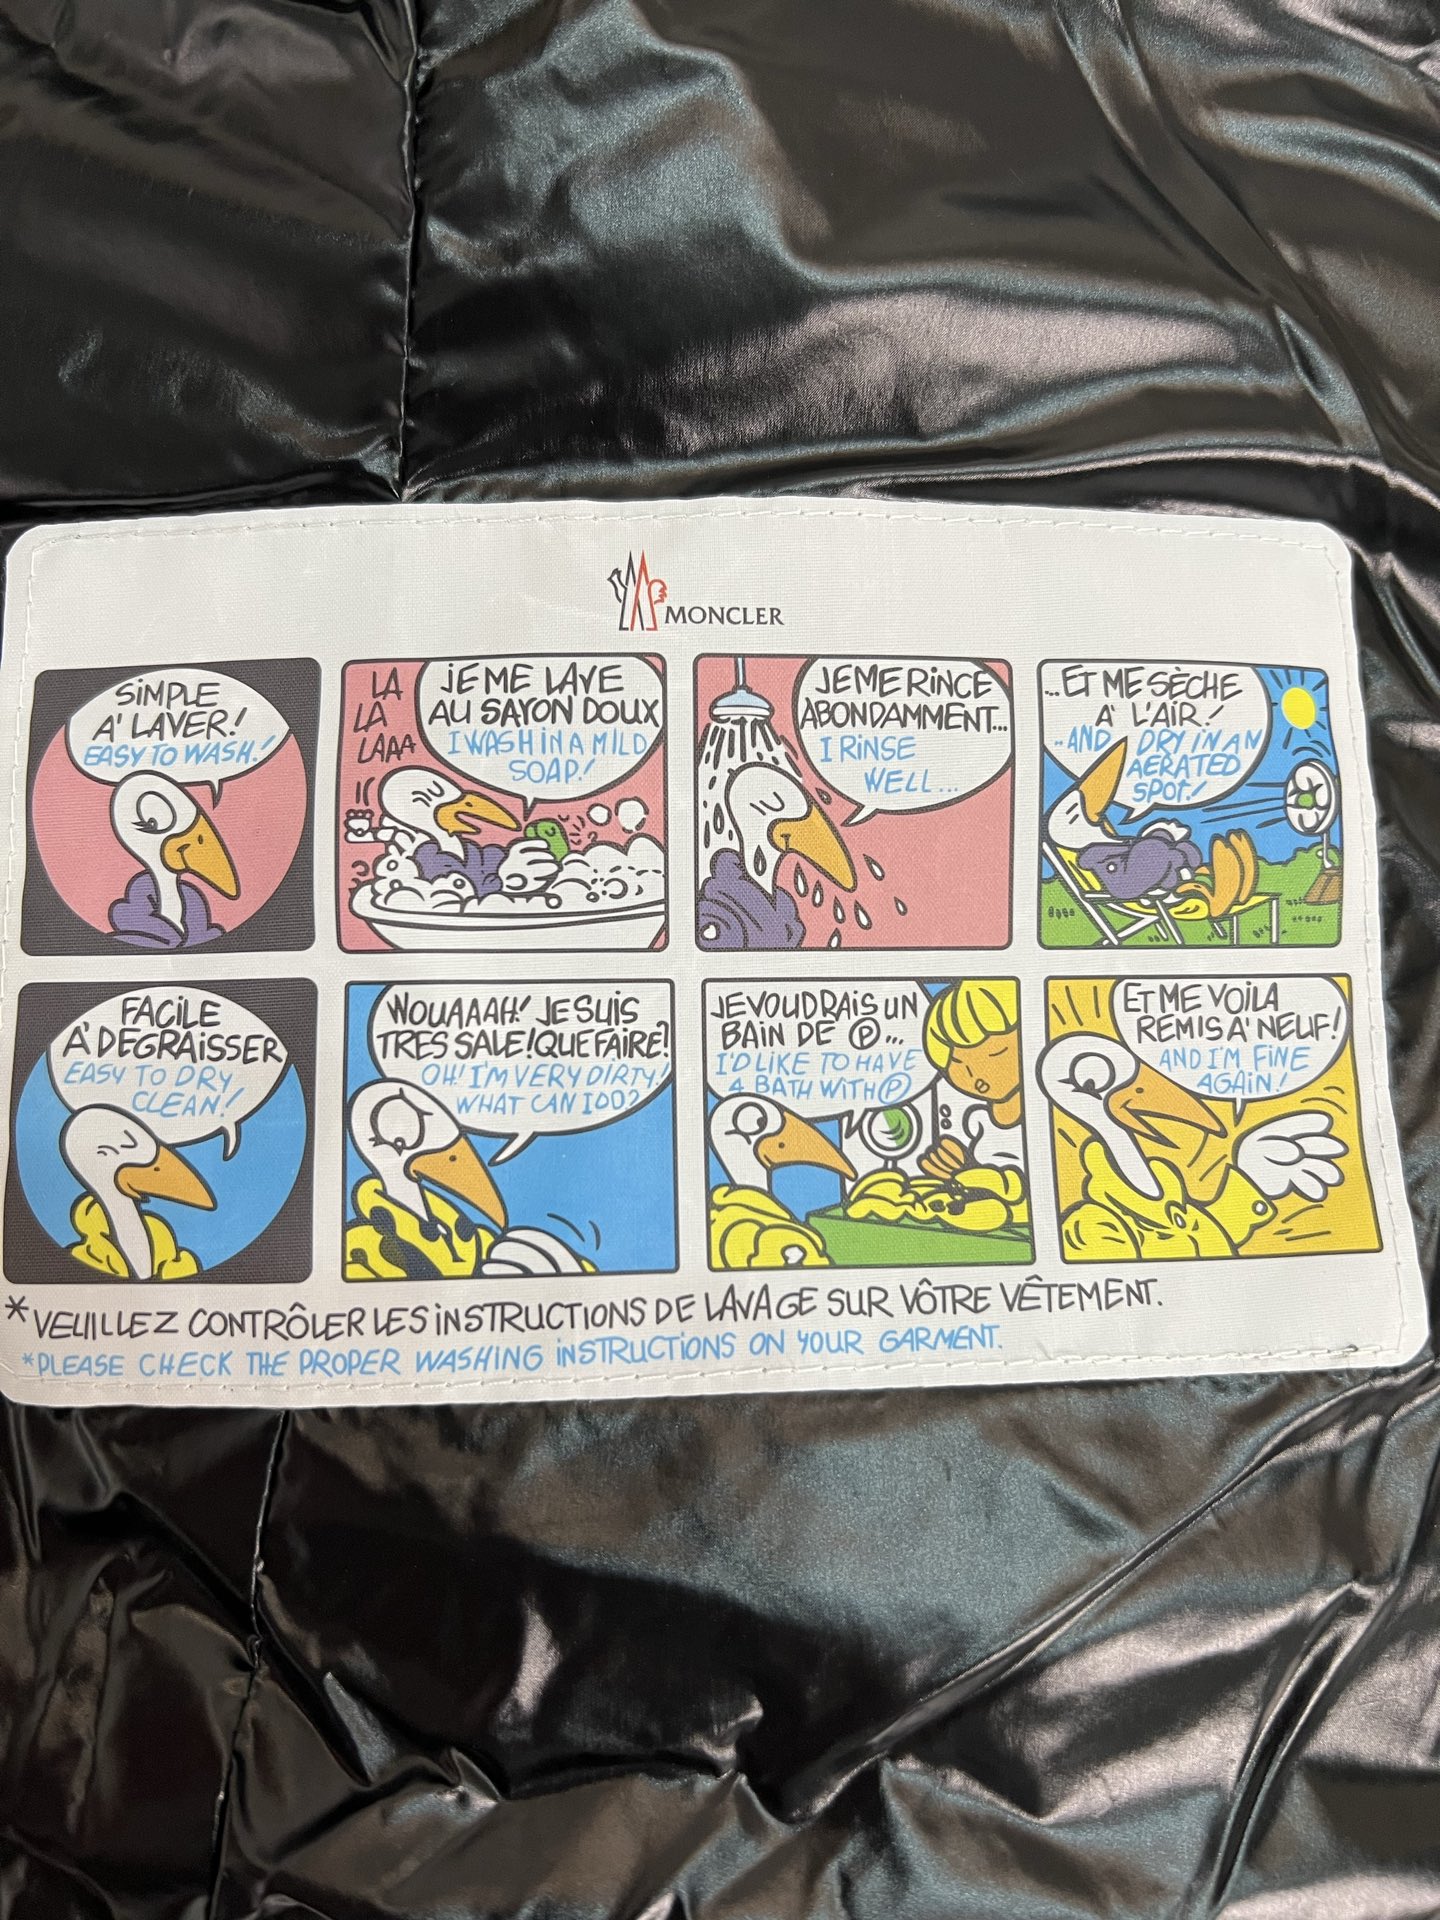 MONCLER
SIMPLE
A' LAVER!
EASY TO WASH!
LA
LA
LAAA
JE ME LAVE
AU SAVON DOUX
I WASH IN A MILD
SOAP!
JE ME RINCE
ABONDAMMENT...
I RINSE
WELL...
...ET ME SÈCHE
A' L'AIR!
..AND DRY IN AN
AERATED
SPOT!
FACILE
A' DEGRAISSER
EASY TO DRY
CLEAN!
WOUAAAH! JE SUIS
TRES SALE! QUE FAIRE?
OH! I'M VERY DIRTY!
WHAT CAN I DO?
JE VOUDRAIS UN
BAIN DE Ⓟ...
I'D LIKE TO HAVE
A BATH WITH Ⓟ
ET ME VOILA
REMIS A' NEUF!
AND I'M FINE
AGAIN!
*VEUILLEZ CONTRÔLER LES INSTRUCTIONS DE LAVAGE SUR VÔTRE VÊTEMENT.
*PLEASE CHECK THE PROPER WASHING INSTRUCTIONS ON YOUR GARMENT.